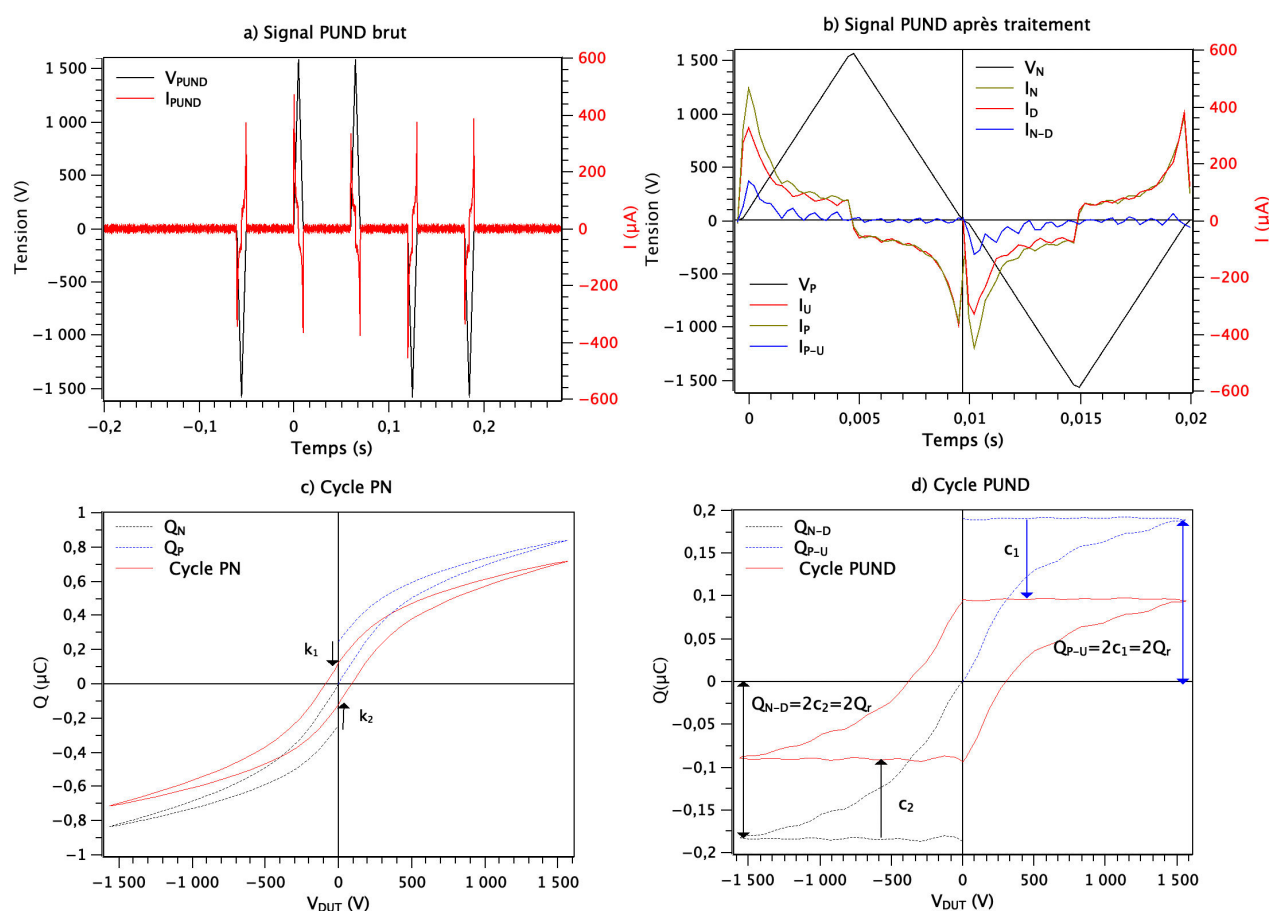 a) Signal PUND brut
V_PUND
I_PUND
Tension (V)
1 500
1 000
500
0
−500
−1 000
−1 500
600
400
200
0
−200
−400
−600
I (µA)
−0,2
−0,1
0
0,1
0,2
Temps (s)
b) Signal PUND après traitement
V_N
I_N
I_D
I_N−D
V_P
I_U
I_P
I_P−U
Tension (V)
1 500
1 000
500
0
−500
−1 000
−1 500
600
400
200
0
−200
−400
−600
I (µA)
0
0,005
0,01
0,015
0,02
Temps (s)
c) Cycle PN
Q_N
Q_P
Cycle PN
k_1
k_2
Q (µC)
1
0,8
0,6
0,4
0,2
0
−0,2
−0,4
−0,6
−0,8
−1
−1 500
−1 000
−500
0
500
1 000
1 500
V_DUT (V)
d) Cycle PUND
Q_N−D
Q_P−U
Cycle PUND
c_1
Q_P−U=2c_1=2Q_r
Q_N−D=2c_2=2Q_r
c_2
Q(µC)
0,2
0,15
0,1
0,05
0
−0,05
−0,1
−0,15
−0,2
−1 500
−1 000
−500
0
500
1 000
1 500
V_DUT (V)